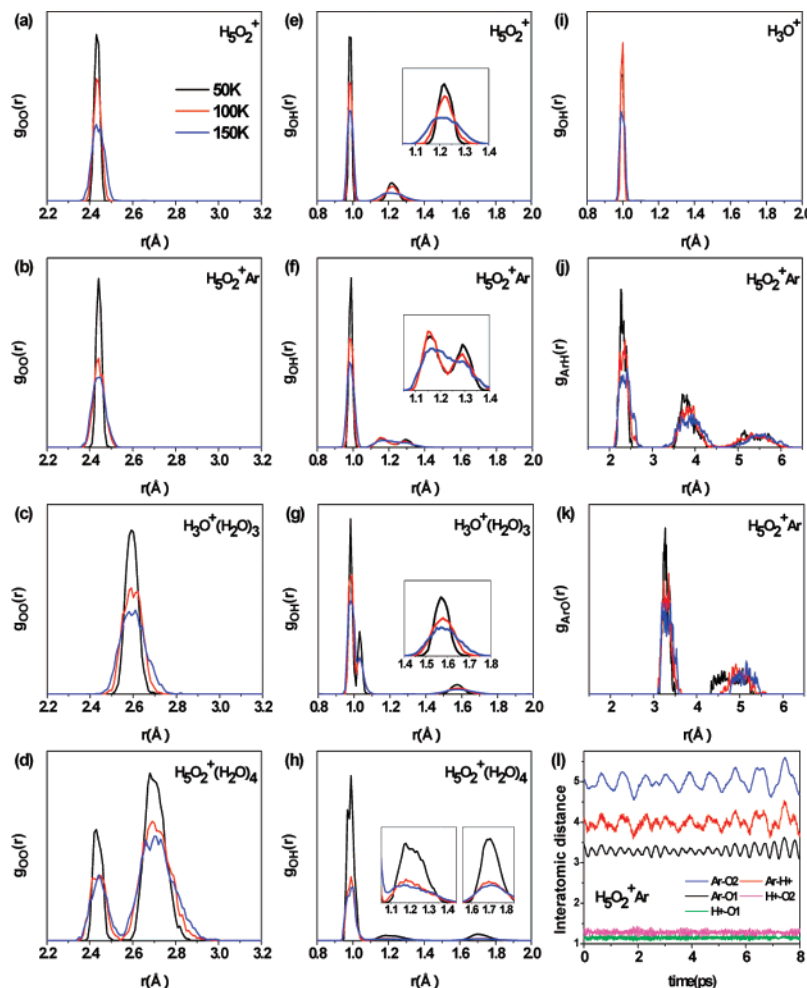 (a)
H5O2+
50K
100K
150K
gOO(r)
2.2 2.4 2.6 2.8 3.0 3.2
r(Å)
(e)
H5O2+
gOH(r)
1.1 1.2 1.3 1.4
0.8 1.0 1.2 1.4 1.6 1.8 2.0
r(Å)
(i)
H3O+
gOH(r)
0.8 1.0 1.2 1.4 1.6 1.8 2.0
r(Å)
(b)
H5O2+Ar
gOO(r)
2.2 2.4 2.6 2.8 3.0 3.2
r(Å)
(f)
H5O2+Ar
gOH(r)
1.1 1.2 1.3 1.4
0.8 1.0 1.2 1.4 1.6 1.8 2.0
r(Å)
(j)
H5O2+Ar
gArH(r)
2 3 4 5 6
r(Å)
(c)
H3O+(H2O)3
gOO(r)
2.2 2.4 2.6 2.8 3.0 3.2
r(Å)
(g)
H3O+(H2O)3
gOH(r)
1.4 1.5 1.6 1.7 1.8
0.8 1.0 1.2 1.4 1.6 1.8 2.0
r(Å)
(k)
H5O2+Ar
gArO(r)
2 3 4 5 6
r(Å)
(d)
H5O2+(H2O)4
gOO(r)
2.2 2.4 2.6 2.8 3.0 3.2
r(Å)
(h)
H5O2+(H2O)4
gOH(r)
1.1 1.2 1.3 1.4
1.6 1.7 1.8
0.8 1.0 1.2 1.4 1.6 1.8 2.0
r(Å)
(l)
Interatomic distance
5
4
3
2
1
H5O2+Ar
Ar-O2 Ar-H+
Ar-O1 H+-O2
H+-O1
0 2 4 6 8
time(ps)